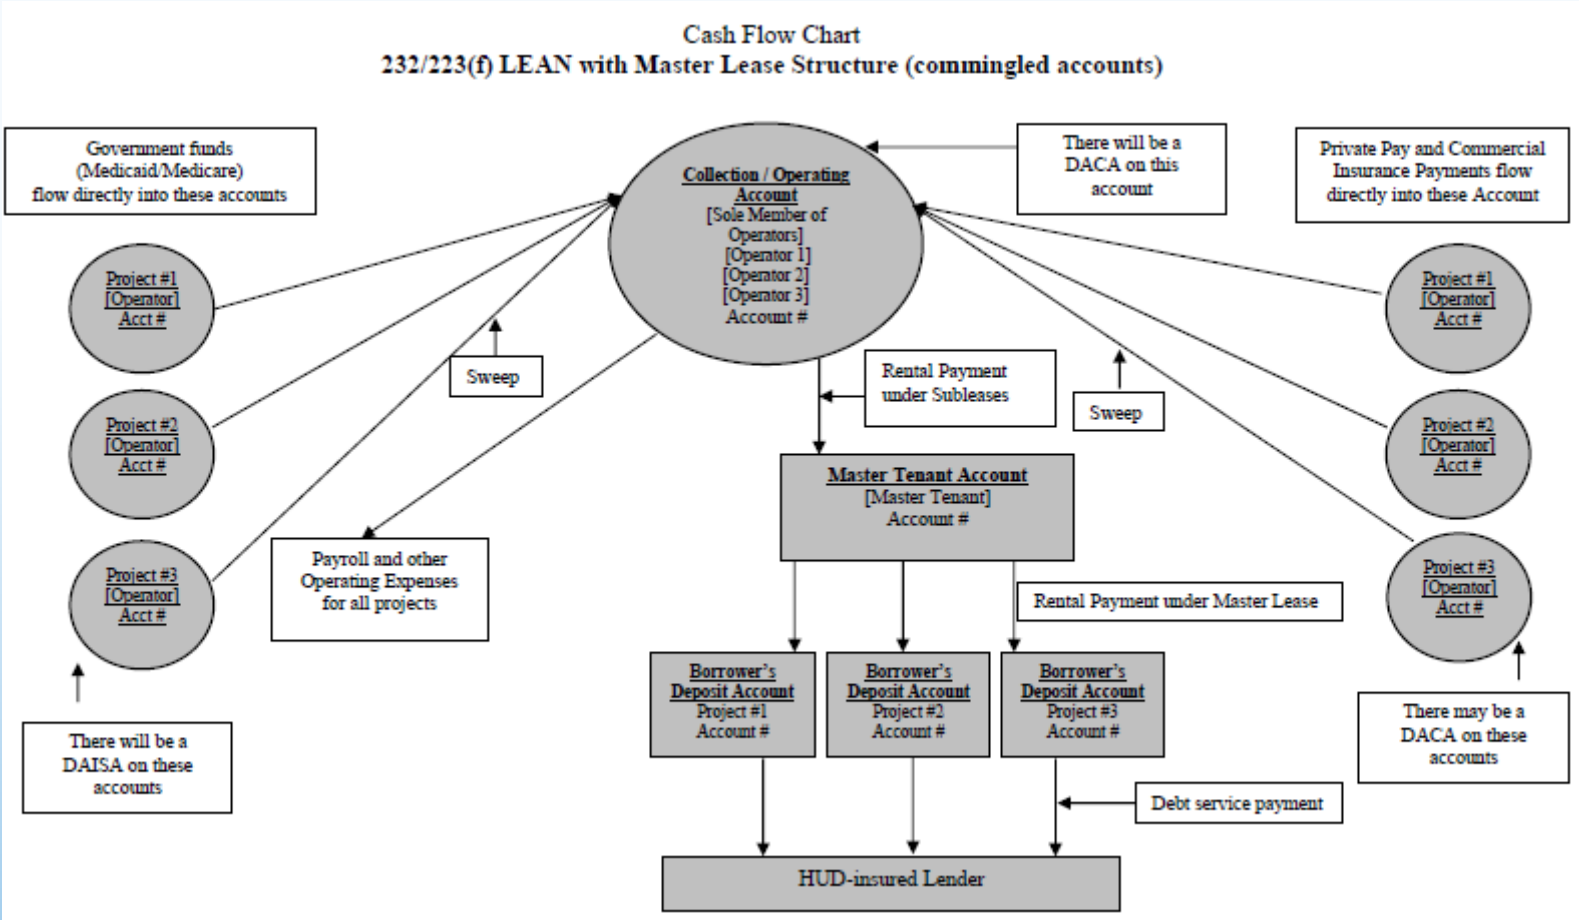 Cash Flow Chart
232/223(f) LEAN with Master Lease Structure (commingled accounts)
Government funds
(Medicaid/Medicare)
flow directly into these accounts
Collection / Operating
Account
[Sole Member of
Operators]
[Operator 1]
[Operator 2]
[Operator 3]
Account #
There will be a
DACA on this
account
Private Pay and Commercial
Insurance Payments flow
directly into these Account
Project #1
[Operator]
Acct #
Project #1
[Operator]
Acct #
Sweep
Rental Payment
under Subleases
Sweep
Project #2
[Operator]
Acct #
Project #2
[Operator]
Acct #
Master Tenant Account
[Master Tenant]
Account #
Payroll and other
Operating Expenses
for all projects
Project #3
[Operator]
Acct #
Project #3
[Operator]
Acct #
Rental Payment under Master Lease
Borrower's
Deposit Account
Project #1
Account #
Borrower's
Deposit Account
Project #2
Account #
Borrower's
Deposit Account
Project #3
Account #
There will be a
DAISA on these
accounts
There may be a
DACA on these
accounts
Debt service payment
HUD-insured Lender